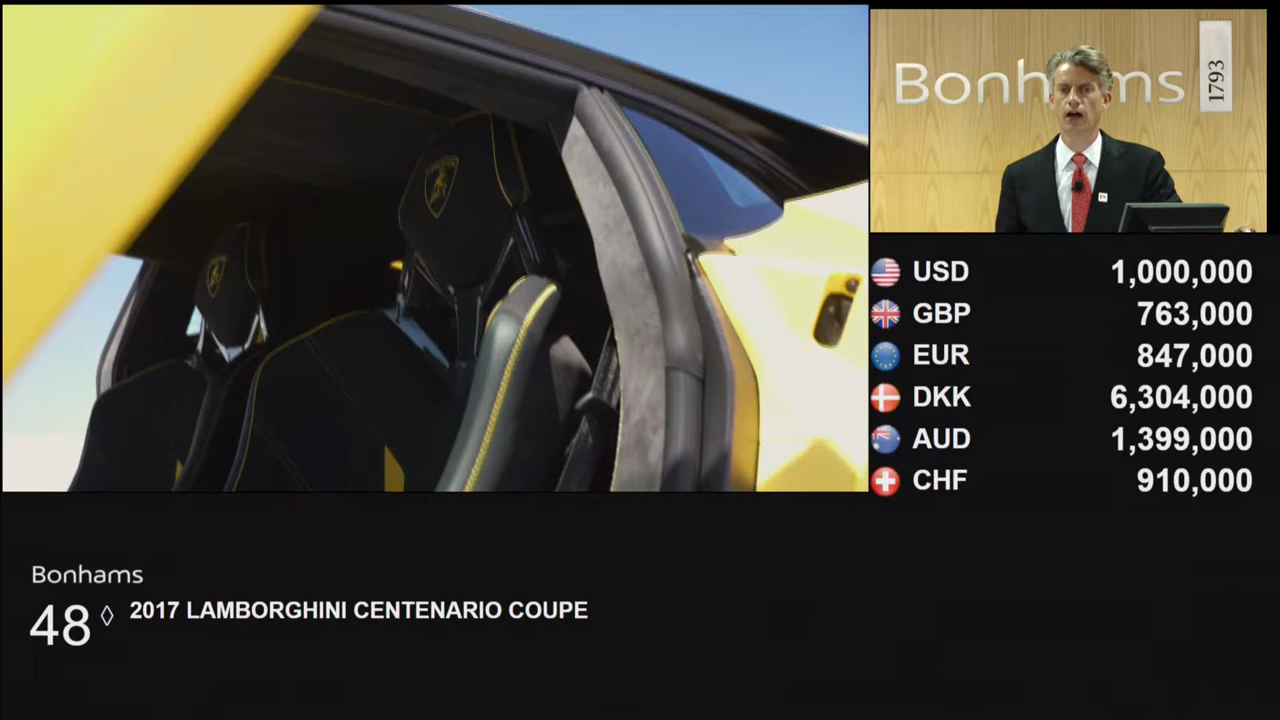 Bonhams
1793
USD 1,000,000
GBP 763,000
EUR 847,000
DKK 6,304,000
AUD 1,399,000
CHF 910,000
Bonhams
48 ◊ 2017 LAMBORGHINI CENTENARIO COUPE